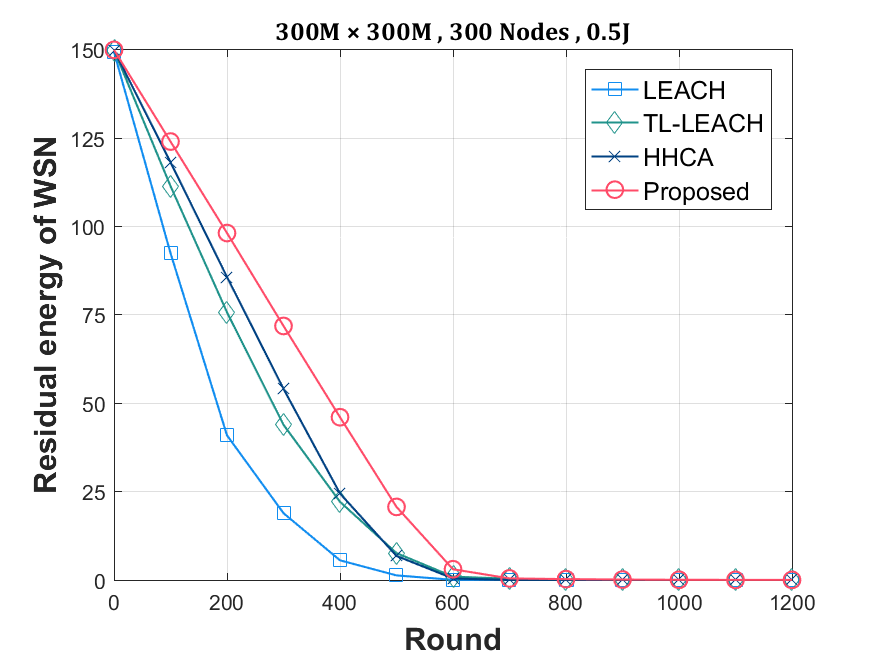 300M × 300M , 300 Nodes , 0.5J
LEACH
TL-LEACH
HHCA
Proposed
Residual energy of WSN
150
125
100
75
50
25
0
0 200 400 600 800 1000 1200
Round